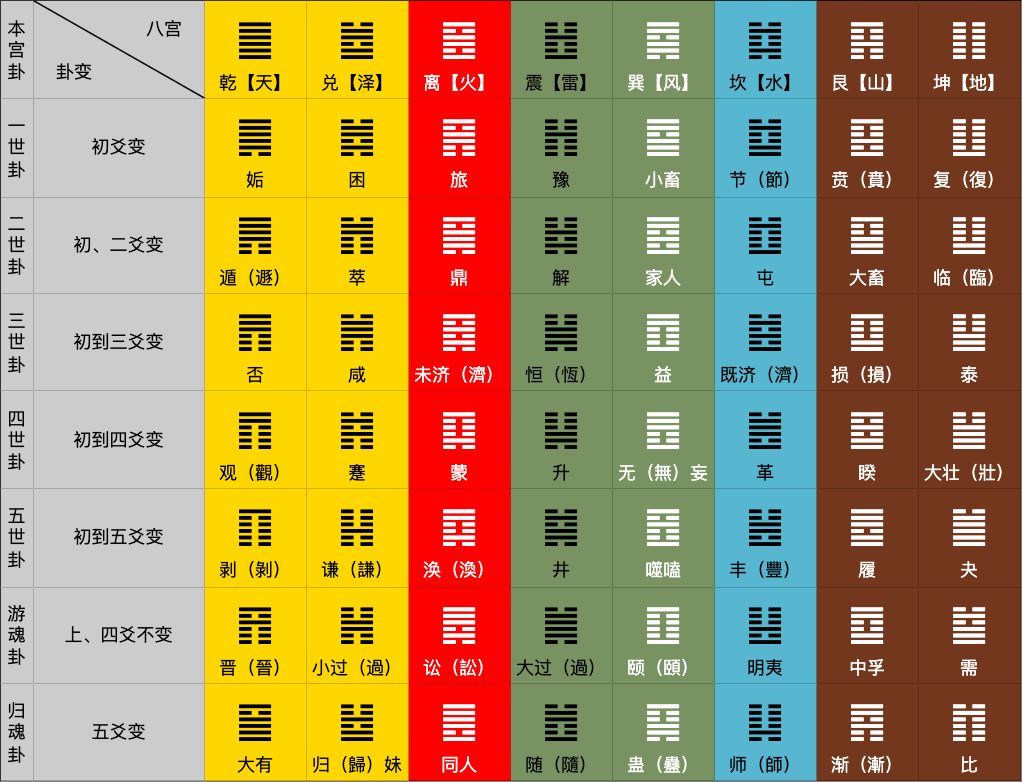 本宫卦 八宫 卦变 乾【天】 兑【泽】 离【火】 震【雷】 巽【风】 坎【水】 艮【山】 坤【地】
一世卦 初爻变 姤 困 旅 豫 小畜 节（節） 贲（賁） 复（復）
二世卦 初、二爻变 遁（遯） 萃 鼎 解 家人 屯 大畜 临（臨）
三世卦 初到三爻变 否 咸 未济（濟） 恒（恆） 益 既济（濟） 损（損） 泰
四世卦 初到四爻变 观（觀） 蹇 蒙 升 无（無）妄 革 睽 大壮（壯）
五世卦 初到五爻变 剥（剝） 谦（謙） 涣（渙） 井 噬嗑 丰（豐） 履 夬
游魂卦 上、四爻不变 晋（晉） 小过（過） 讼（訟） 大过（過） 颐（頤） 明夷 中孚 需
归魂卦 五爻变 大有 归（歸）妹 同人 随（隨） 蛊（蠱） 师（師） 渐（漸） 比